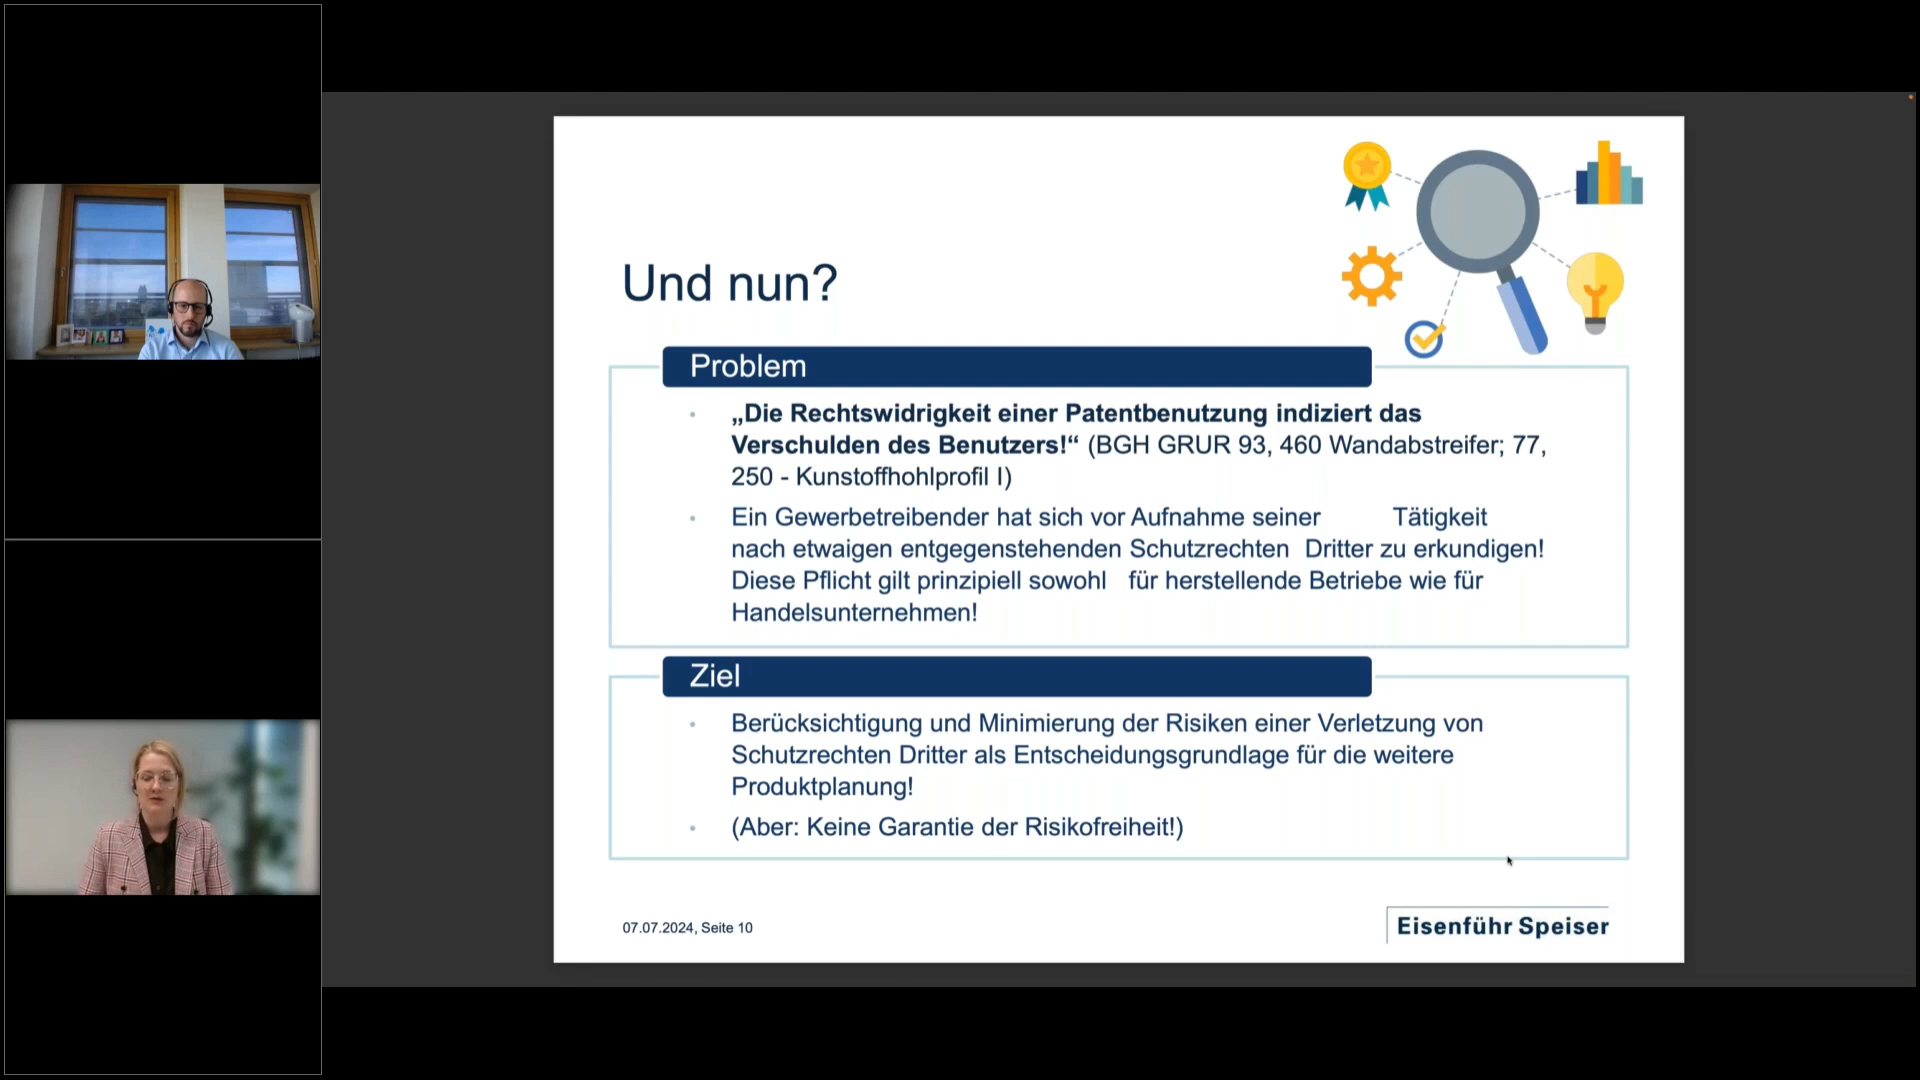 Und nun?
Problem
„Die Rechtswidrigkeit einer Patentbenutzung indiziert das
Verschulden des Benutzers!“ (BGH GRUR 93, 460 Wandabstreifer; 77,
250 - Kunstoffhohlprofil I)
Ein Gewerbetreibender hat sich vor Aufnahme seiner Tätigkeit
nach etwaigen entgegenstehenden Schutzrechten Dritter zu erkundigen!
Diese Pflicht gilt prinzipiell sowohl für herstellende Betriebe wie für
Handelsunternehmen!
Ziel
Berücksichtigung und Minimierung der Risiken einer Verletzung von
Schutzrechten Dritter als Entscheidungsgrundlage für die weitere
Produktplanung!
(Aber: Keine Garantie der Risikofreiheit!)
07.07.2024, Seite 10
Eisenführ Speiser